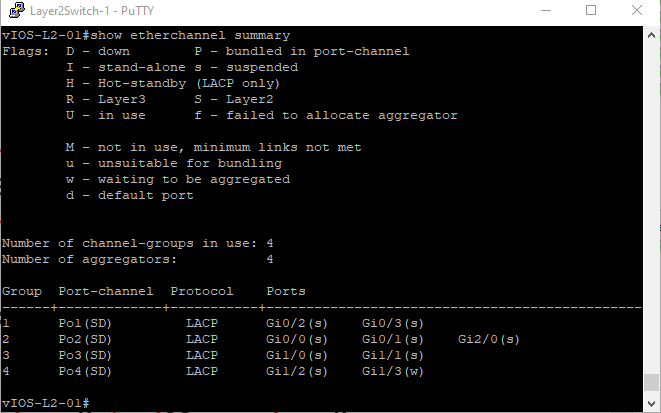 Layer2Switch-1 - PuTTY
vIOS-L2-01#show etherchannel summary
Flags:  D - down        P - bundled in port-channel
        I - stand-alone s - suspended
        H - Hot-standby (LACP only)
        R - Layer3      S - Layer2
        U - in use      f - failed to allocate aggregator
        M - not in use, minimum links not met
        u - unsuitable for bundling
        w - waiting to be aggregated
        d - default port
Number of channel-groups in use: 4
Number of aggregators:           4
Group  Port-channel  Protocol    Ports
------+-------------+-----------+-----------------------------------------------
1      Po1(SD)         LACP      Gi0/2(s)    Gi0/3(s)
2      Po2(SD)         LACP      Gi0/0(s)    Gi0/1(s)    Gi2/0(s)
3      Po3(SD)         LACP      Gi1/0(s)    Gi1/1(s)
4      Po4(SD)         LACP      Gi1/2(s)    Gi1/3(w)
vIOS-L2-01#